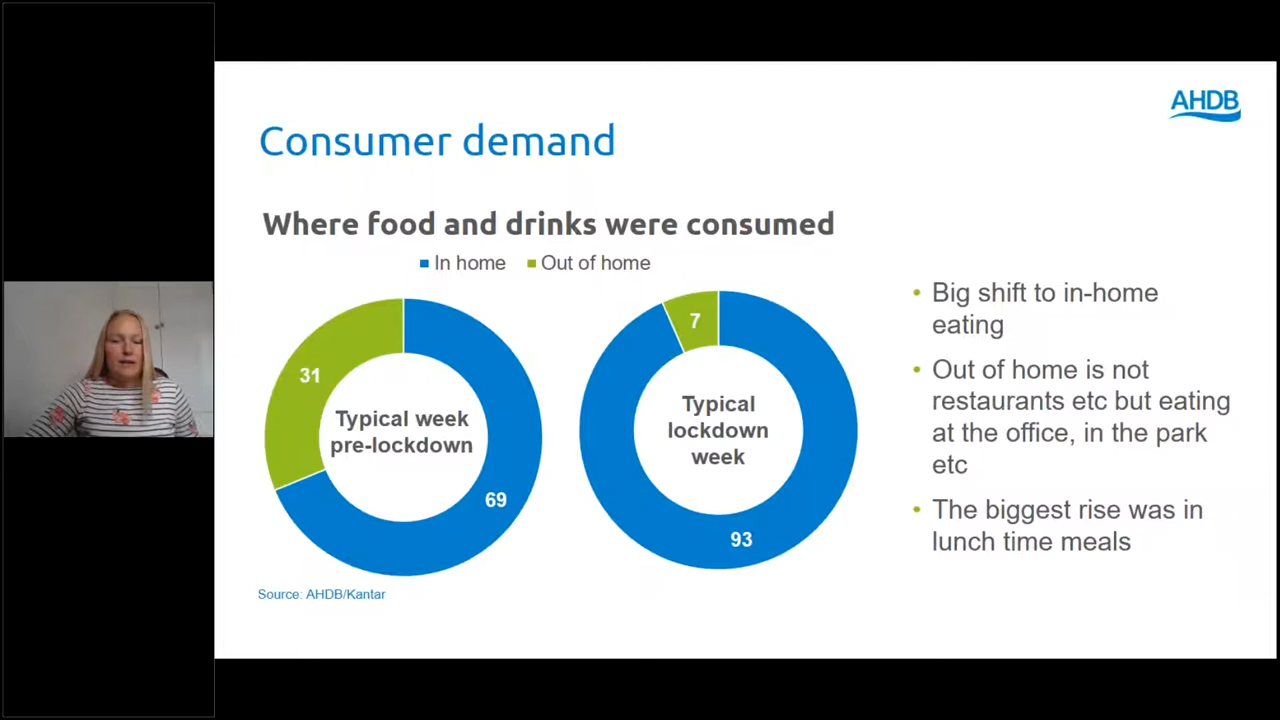 AHDB
Consumer demand
Where food and drinks were consumed
In home
Out of home
31
Typical week
pre-lockdown
69
7
Typical
lockdown
week
93
• Big shift to in-home
eating
• Out of home is not
restaurants etc but eating
at the office, in the park
etc
• The biggest rise was in
lunch time meals
Source: AHDB/Kantar